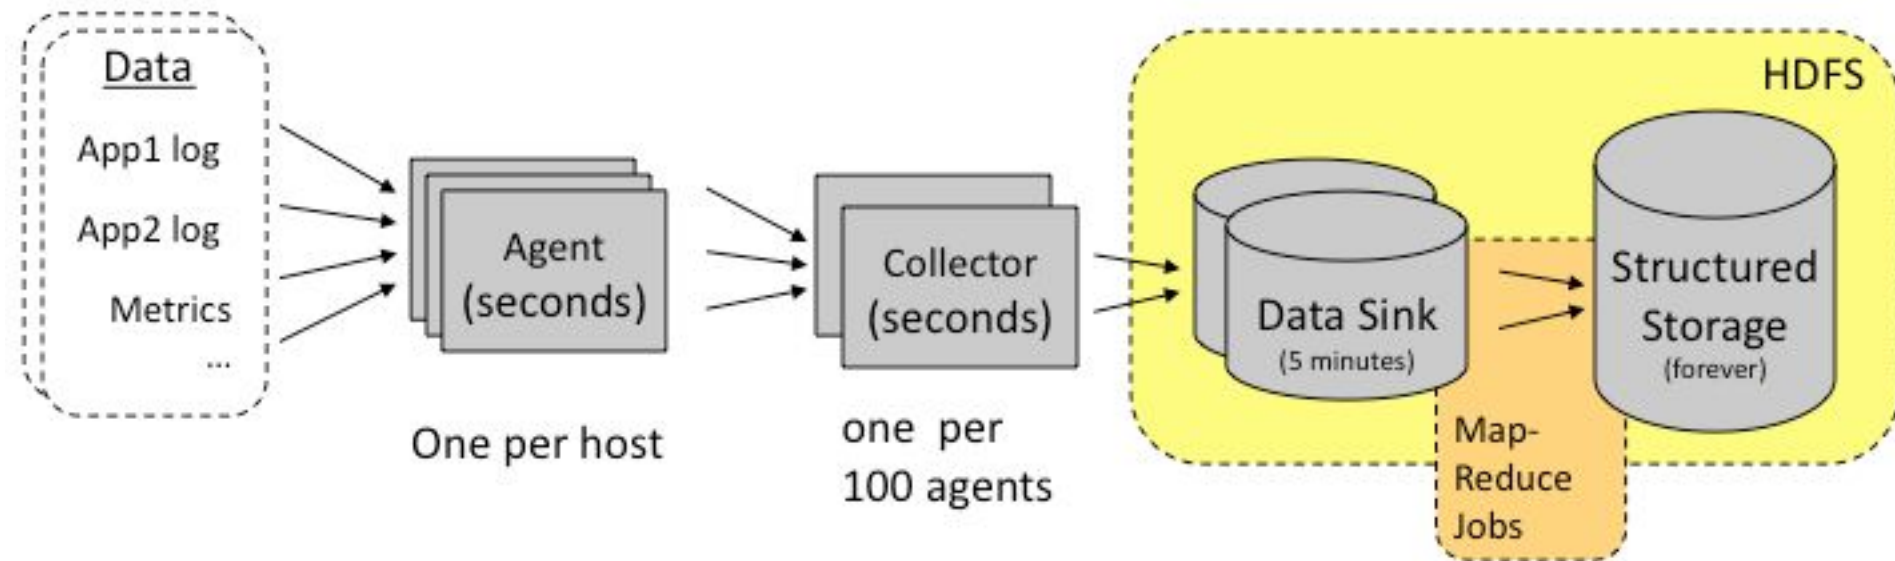 Data
App1 log
App2 log
Metrics
...
Agent
(seconds)
One per host
Collector
(seconds)
one per
100 agents
HDFS
Data Sink
(5 minutes)
Structured
Storage
(forever)
Map-
Reduce
Jobs